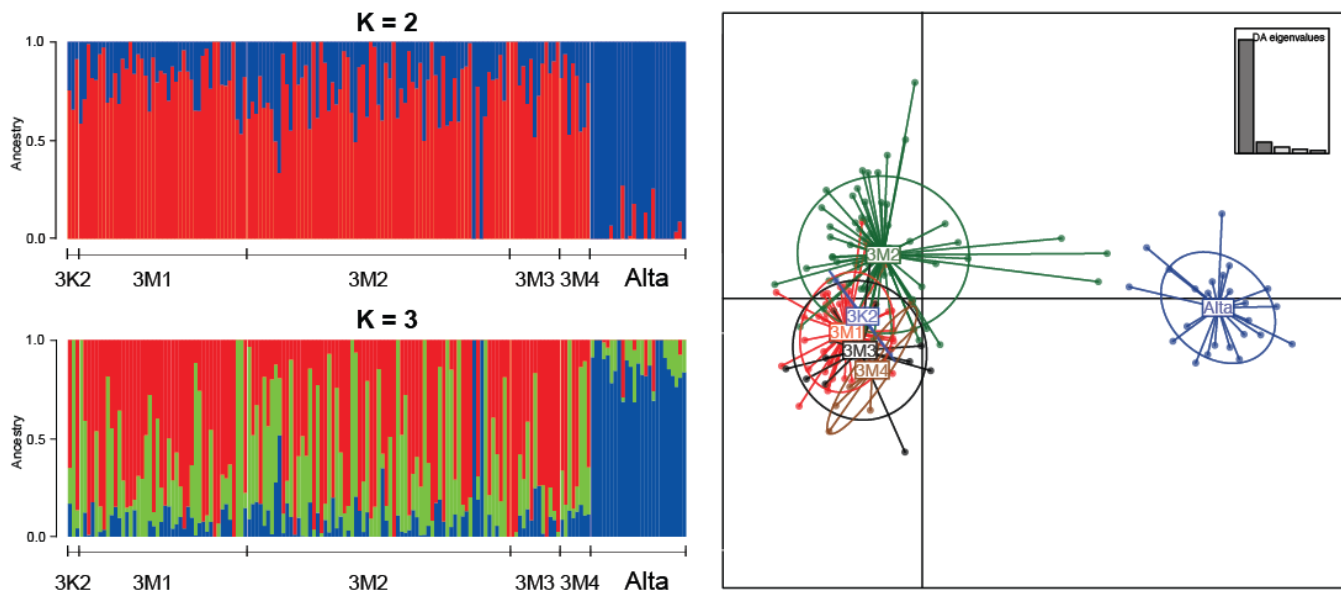 K = 2
1.0
0.5
0.0
Ancestry
3K2 3M1 3M2 3M3 3M4 Alta
K = 3
1.0
0.5
0.0
Ancestry
3K2 3M1 3M2 3M3 3M4 Alta
DA eigenvalues
3M2
Alta
3K2
3M1
3M3
3M4